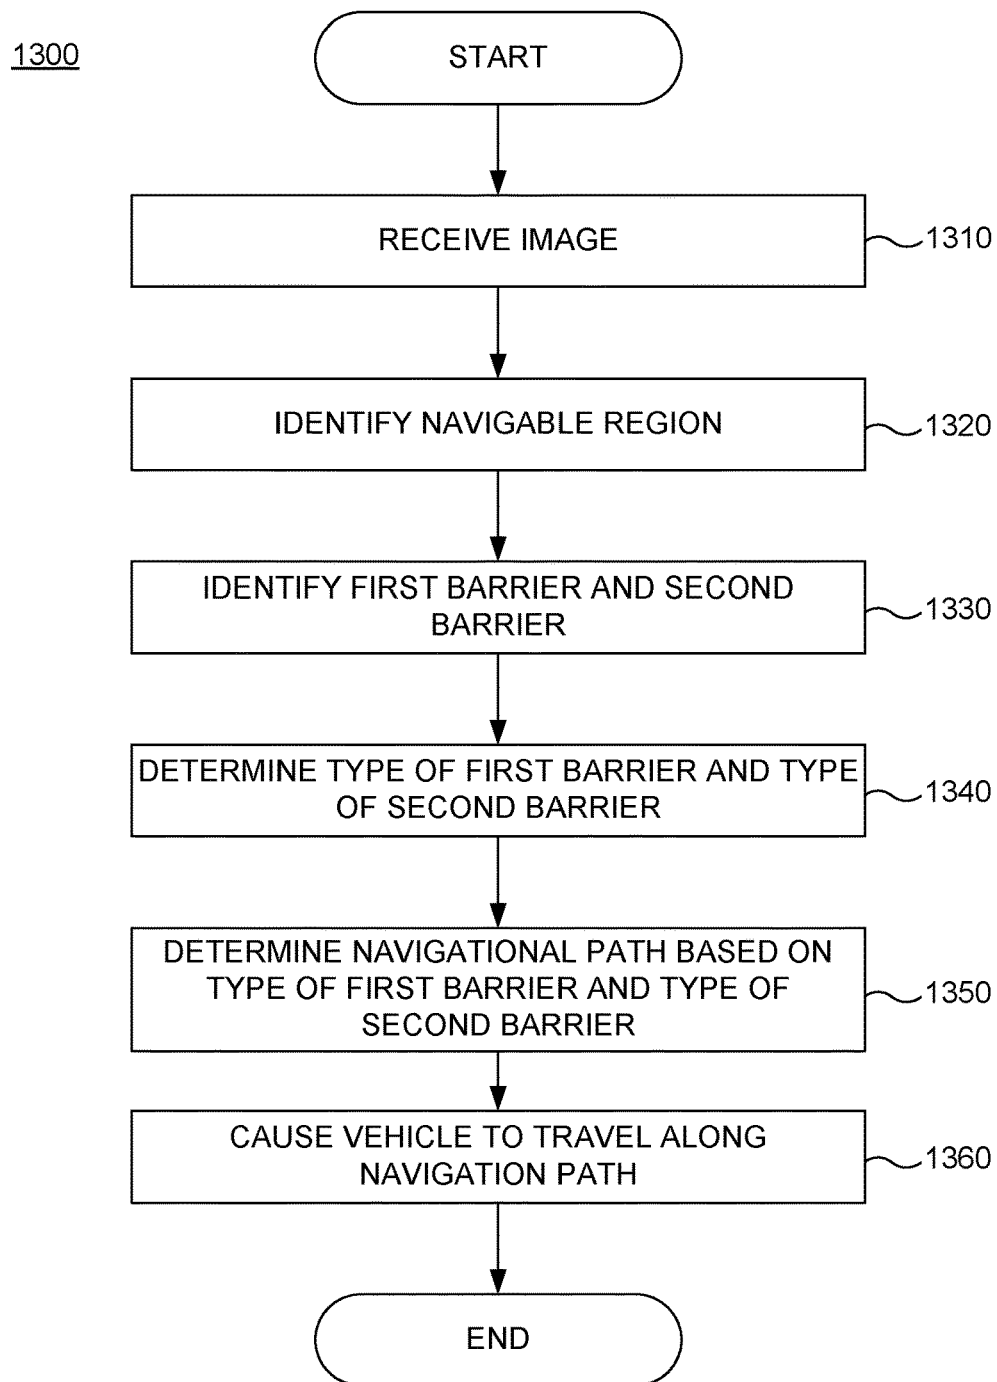 1300
START
RECEIVE IMAGE
1310
IDENTIFY NAVIGABLE REGION
1320
IDENTIFY FIRST BARRIER AND SECOND
BARRIER
1330
DETERMINE TYPE OF FIRST BARRIER AND TYPE
OF SECOND BARRIER
1340
DETERMINE NAVIGATIONAL PATH BASED ON
TYPE OF FIRST BARRIER AND TYPE OF
SECOND BARRIER
1350
CAUSE VEHICLE TO TRAVEL ALONG
NAVIGATION PATH
1360
END